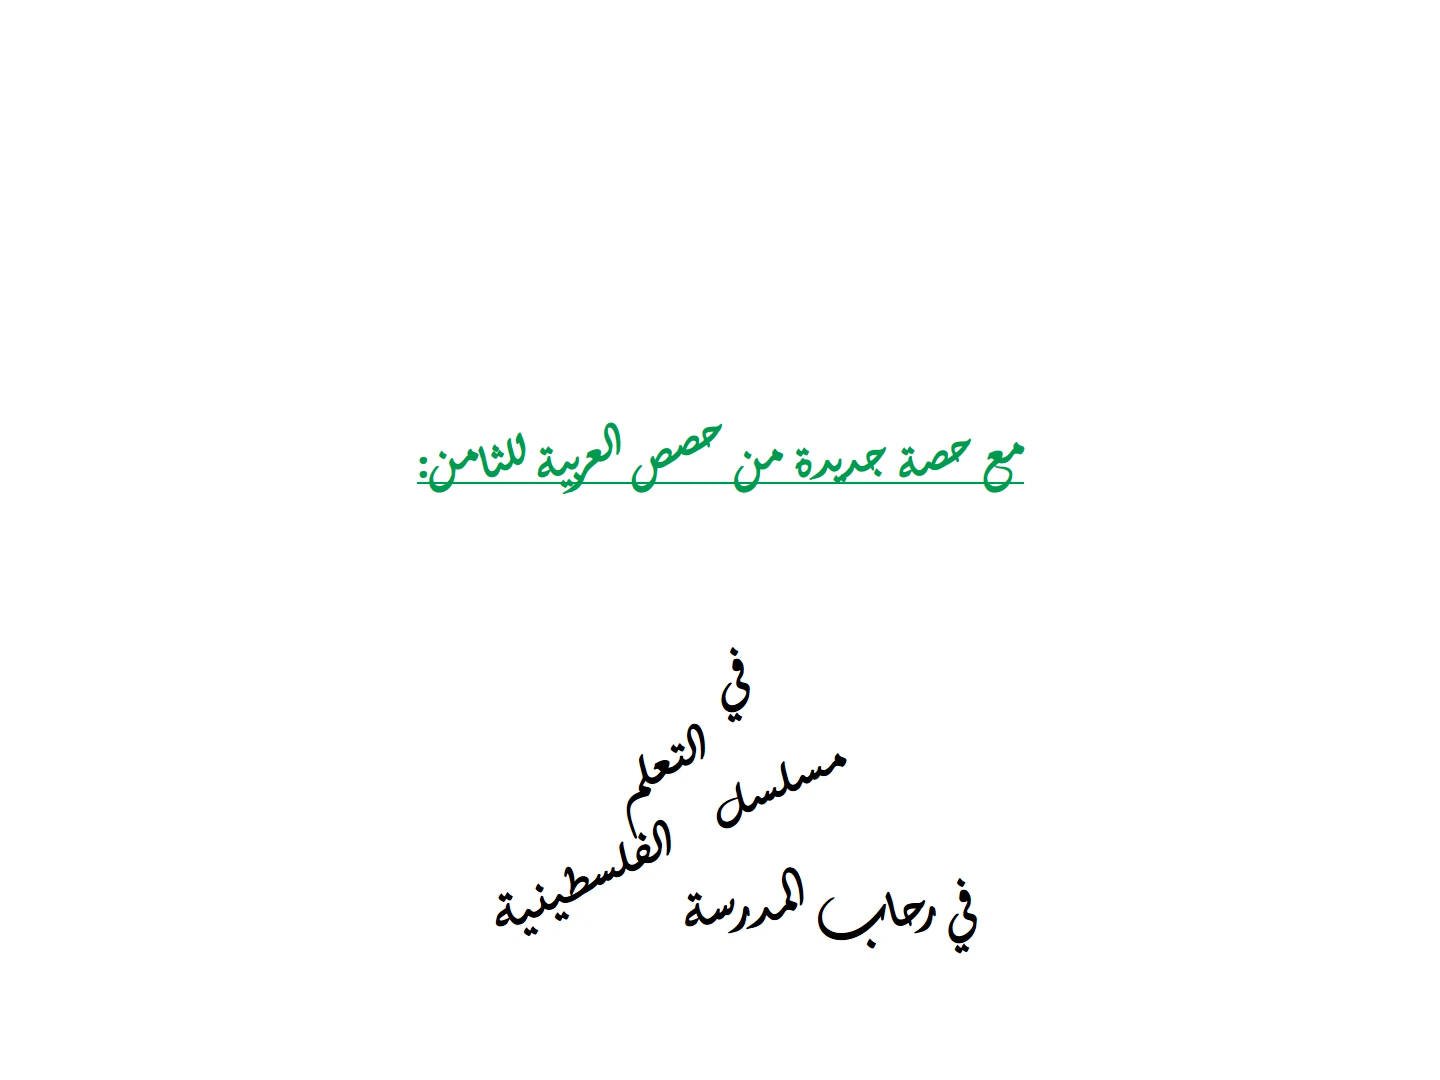 مع حصة جديدة من حصص العربية للثامن:
في
مسلسل التعلم
في رحاب المدرسة الفلسطينية